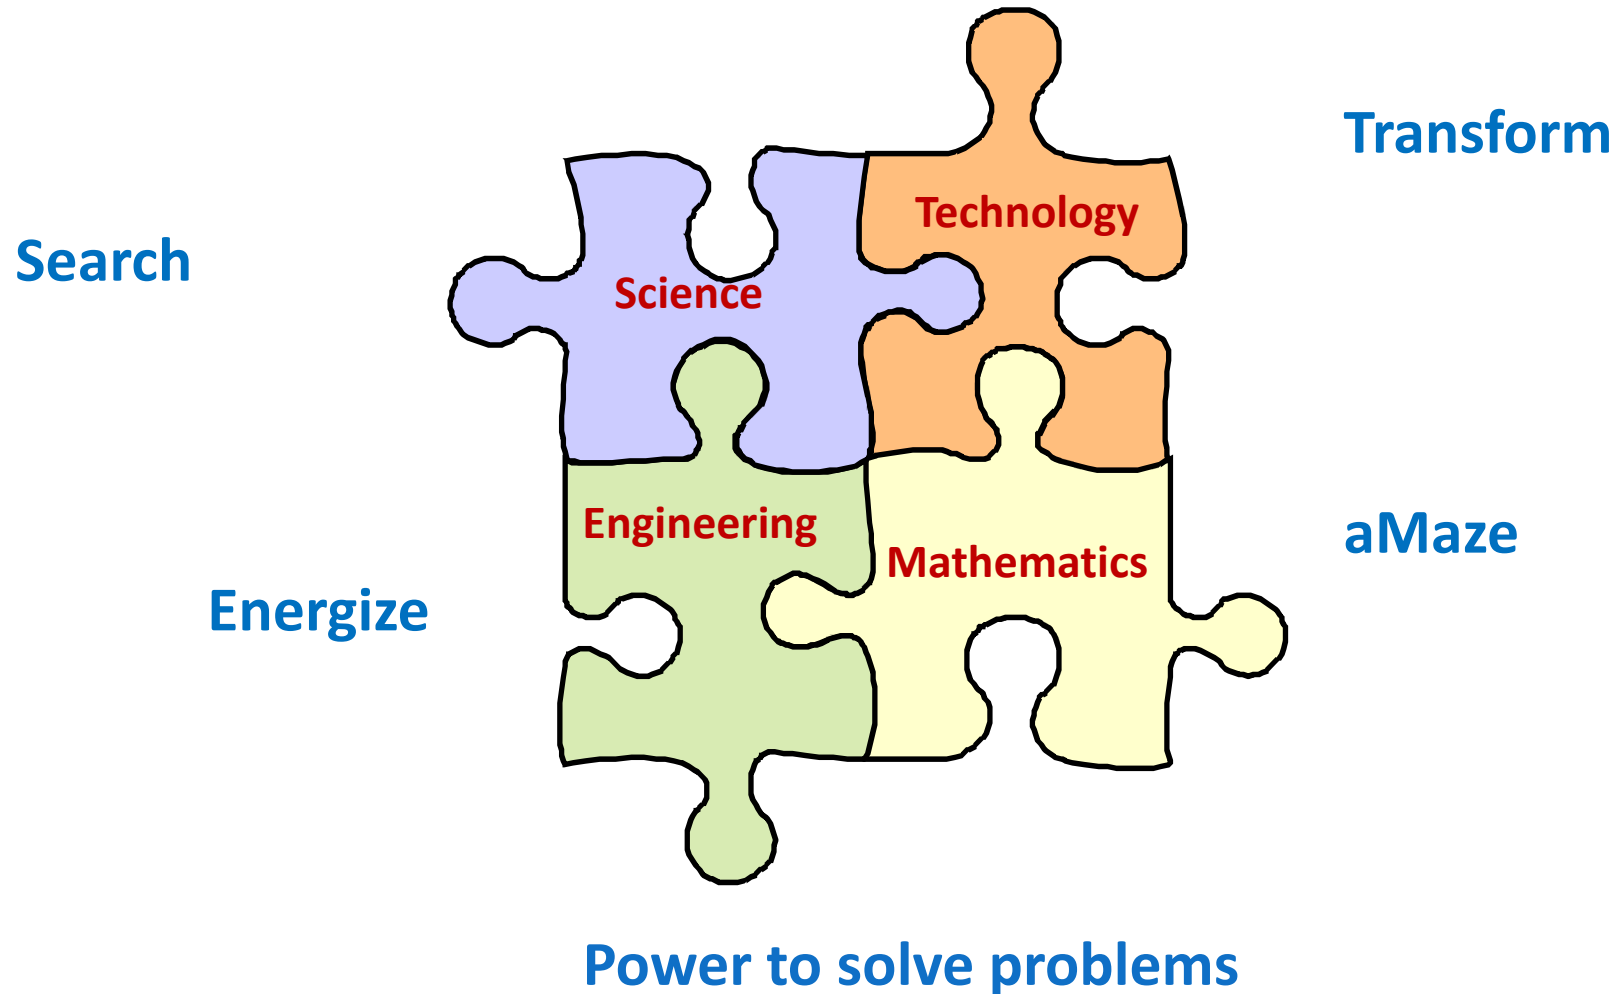 Transform
Technology
Search
Science
Engineering
aMaze
Mathematics
Energize
Power to solve problems